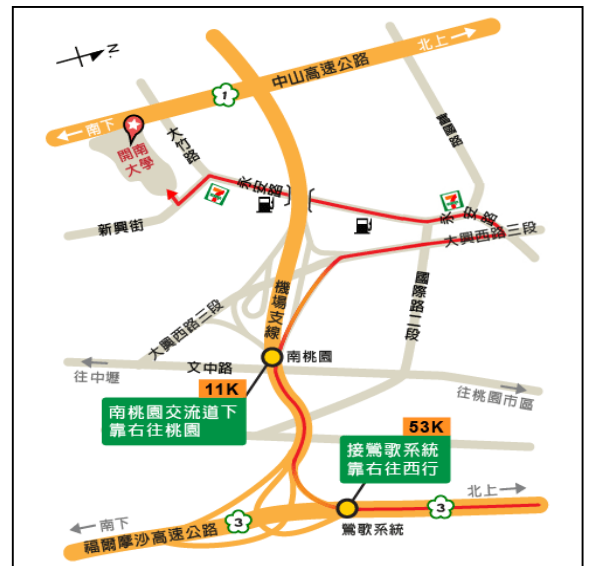 N
北上
中山高速公路
1
南下
開南
大學
大竹路
富國路
7
永安路
7
永安路
新興街
大興西路三段
機場支線
國際路二段
大興西路三段
南桃園
文中路
往中壢
往桃園市區
11K
南桃園交流道下
靠右往桃園
53K
接鶯歌系統
靠右往西行
北上
3
南下
3
福爾摩沙高速公路
鶯歌系統